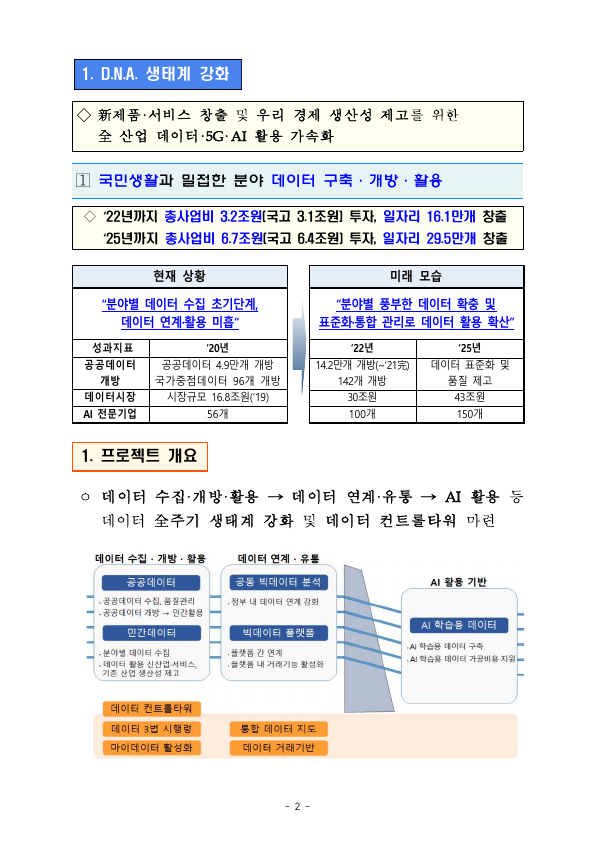 1. D.N.A. 생태계 강화
◇ 新제품·서비스 창출 및 우리 경제 생산성 제고를 위한
全 산업 데이터·5G·AI 활용 가속화
① 국민생활과 밀접한 분야 데이터 구축·개방·활용
◇ ‘22년까지 총사업비 3.2조원(국고 3.1조원) 투자, 일자리 16.1만개 창출
‘25년까지 총사업비 6.7조원(국고 6.4조원) 투자, 일자리 29.5만개 창출
현재 상황
“분야별 데이터 수집 초기단계,
데이터 연계·활용 미흡“
성과지표 ’20년
공공데이터 개방 공공데이터 4.9만개 개방
국가중점데이터 96개 개방
데이터시장 시장규모 16.8조원(’19)
AI 전문기업 56개
미래 모습
“분야별 풍부한 데이터 확충 및
표준화·통합 관리로 데이터 활용 확산“
’22년 ’25년
14.2만개 개방(~’21完) 데이터 표준화 및
142개 개방 품질 제고
30조원 43조원
100개 150개
1. 프로젝트 개요
ㅇ 데이터 수집·개방·활용 → 데이터 연계·유통 → AI 활용 등
데이터 全주기 생태계 강화 및 데이터 컨트롤타워 마련
데이터 수집·개방·활용
공공데이터
. 공공데이터 수집, 품질관리
. 공공데이터 개방 → 민간활용
민간데이터
. 분야별 데이터 수집
. 데이터 활용 신산업·서비스,
기존 산업 생산성 제고
데이터 연계·유통
공동 빅데이터 분석
. 정부 내 데이터 연계 강화
빅데이터 플랫폼
. 플랫폼 간 연계
. 플랫폼 내 거래기능 활성화
AI 활용 기반
AI 학습용 데이터
. AI 학습용 데이터 구축
. AI 학습용 데이터 가공비용 지원
데이터 컨트롤타워
데이터 3법 시행령 통합 데이터 지도
마이데이터 활성화 데이터 거래기반
- 2 -